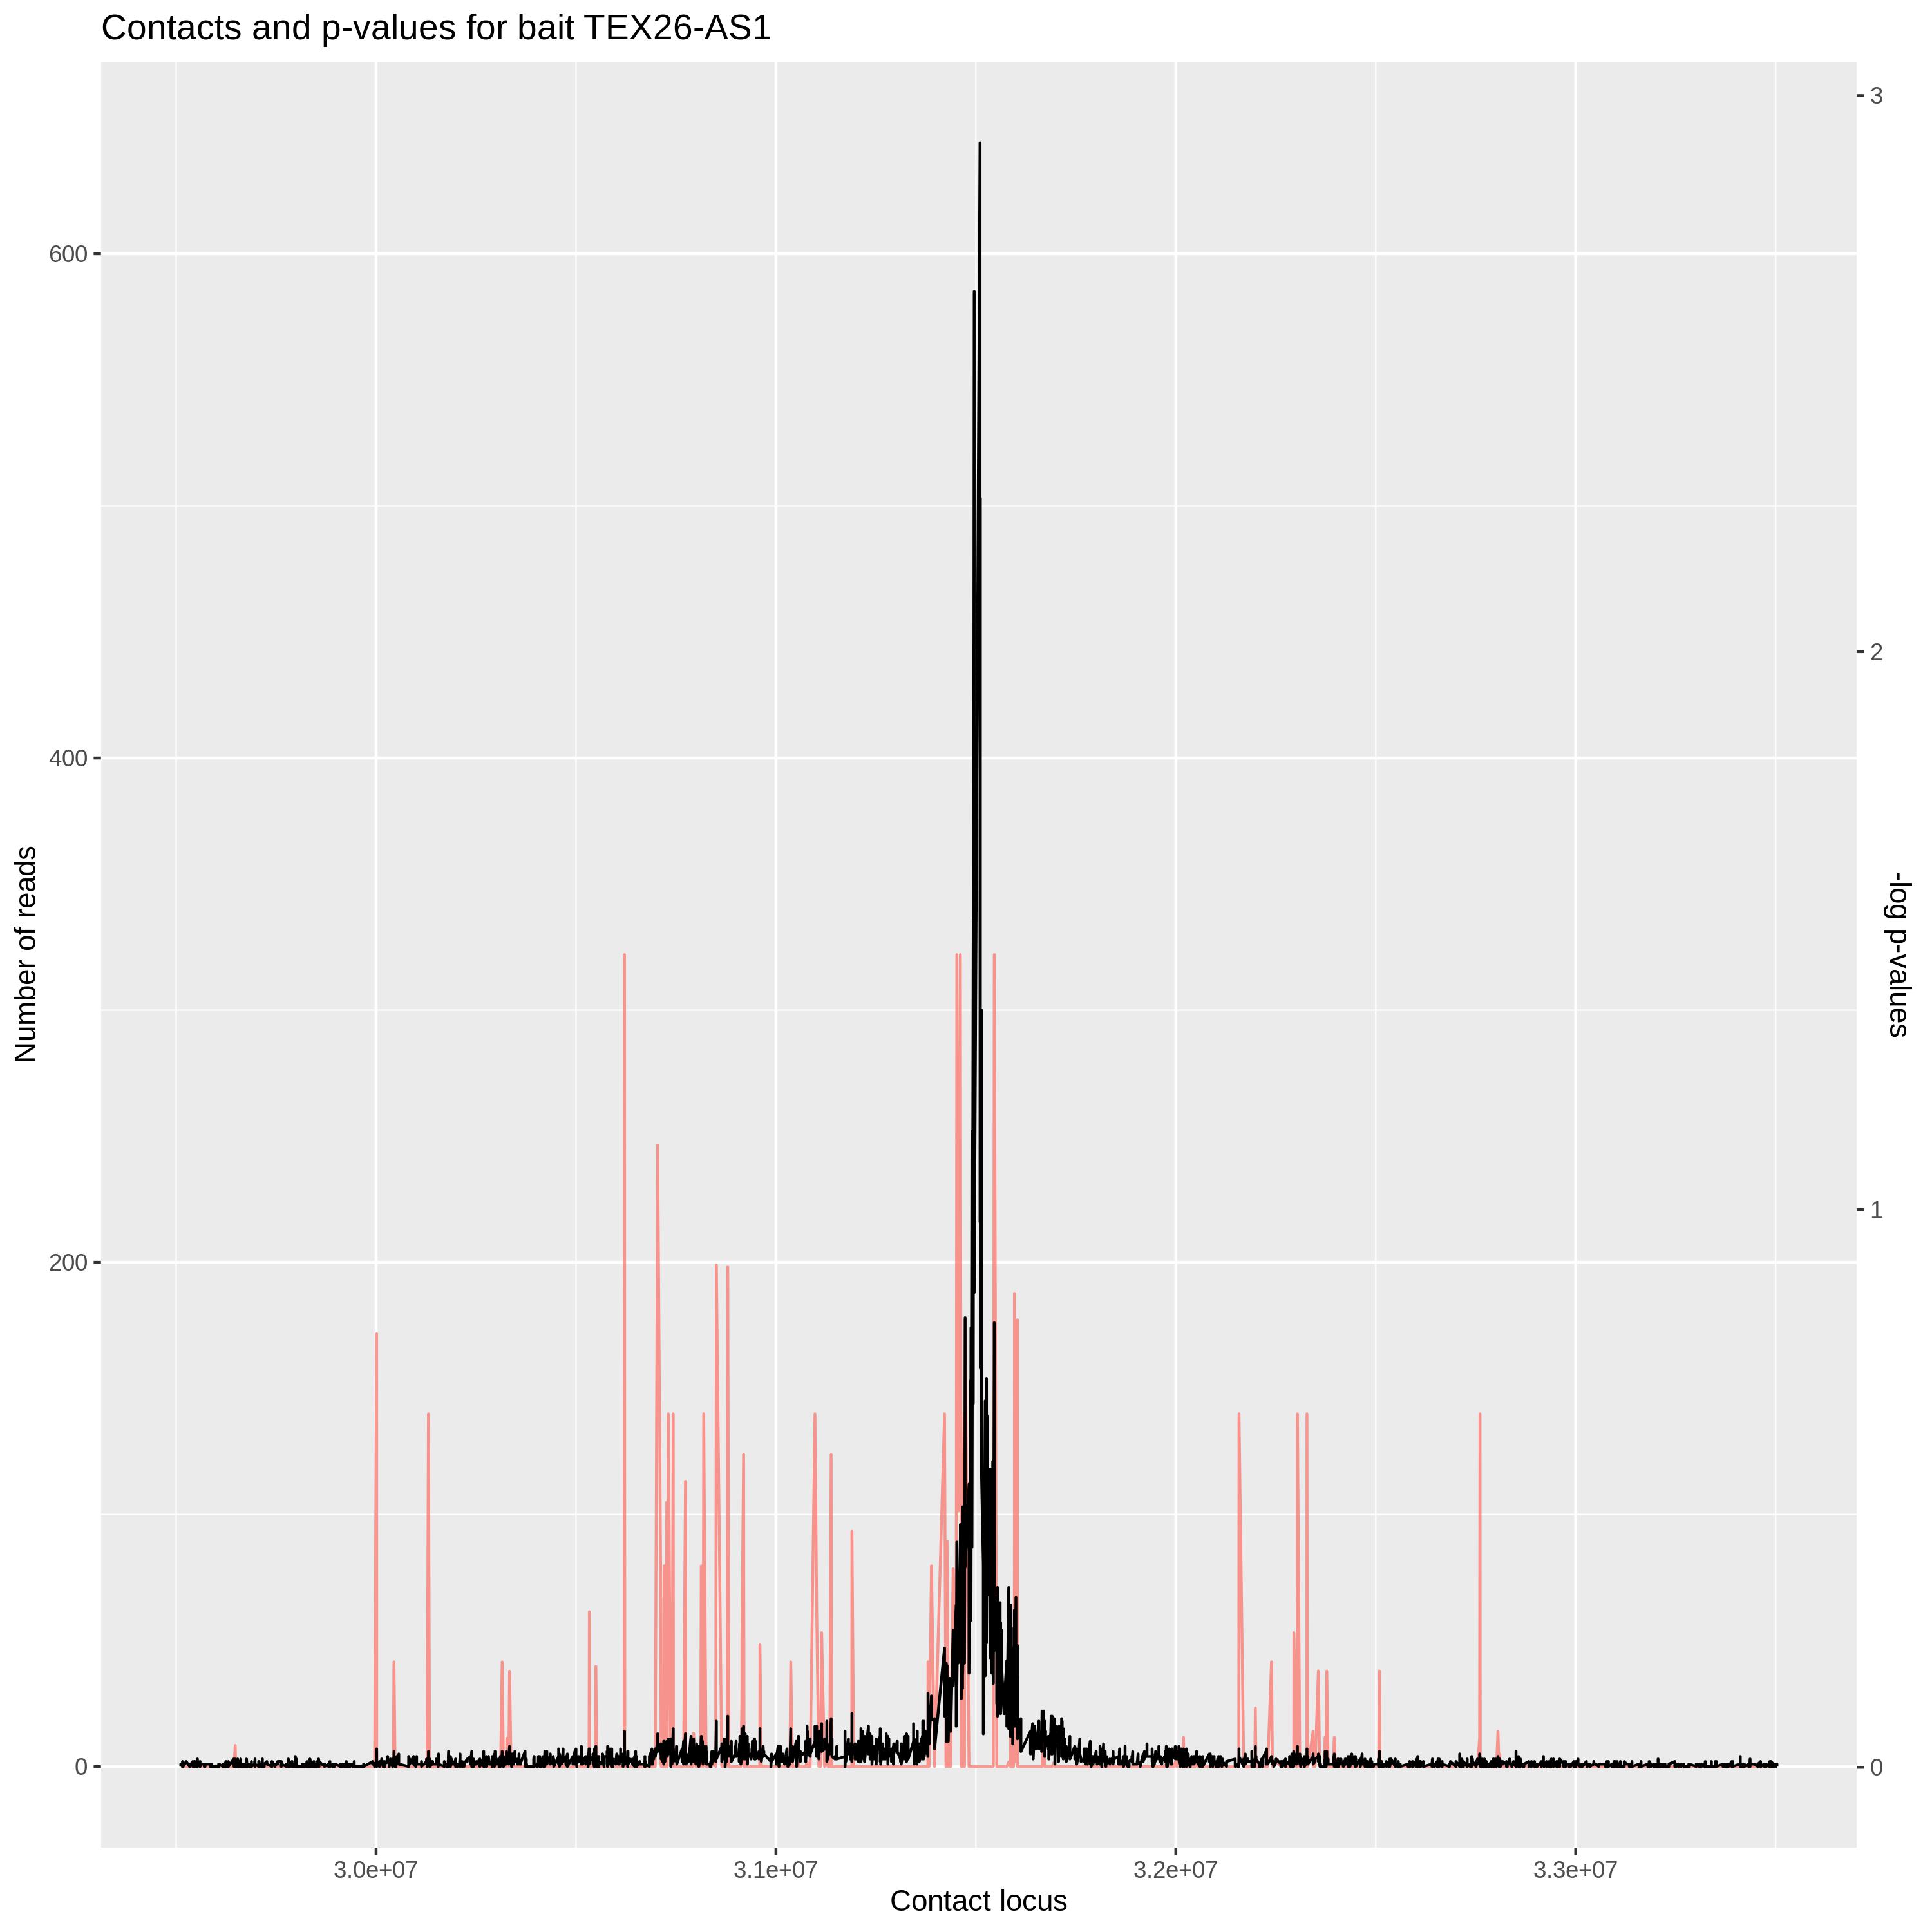 Contacts and p-values for bait TEX26-AS1
Number of reads
600
400
200
0
3
2
1
0
-log p-values
3.0e+07
3.1e+07
3.2e+07
3.3e+07
Contact locus